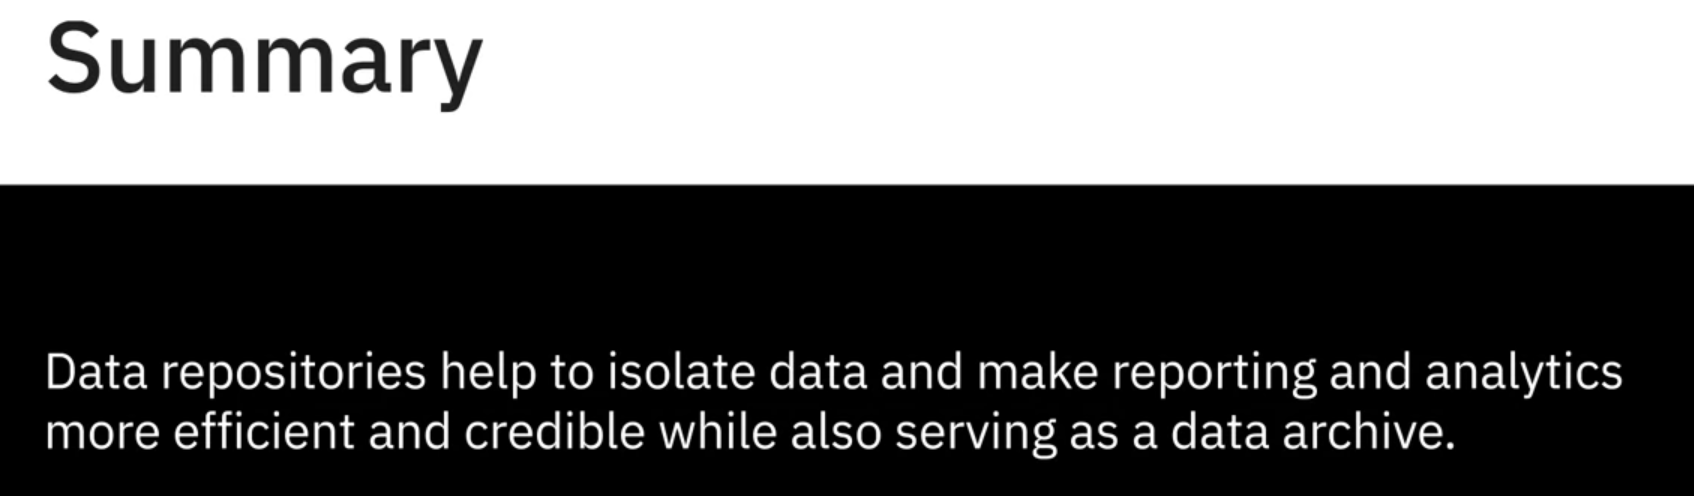 Summary
Data repositories help to isolate data and make reporting and analytics
more efficient and credible while also serving as a data archive.